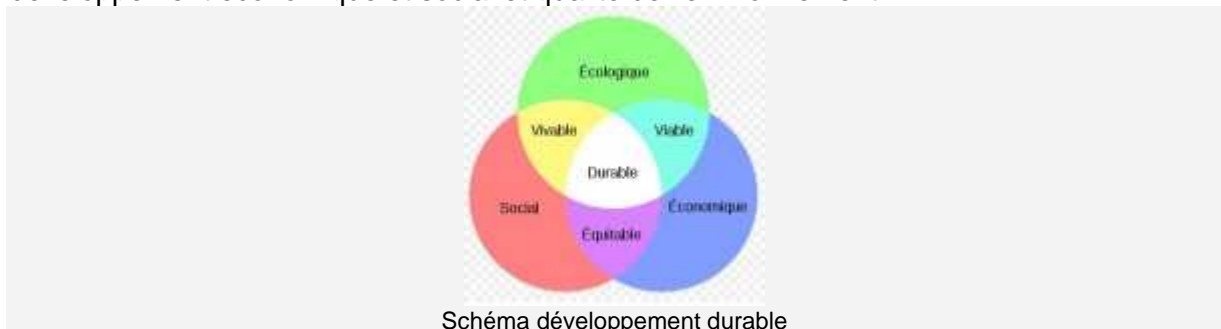 Écologique
Vivable Viable
Durable
Social Économique
Équitable
Schéma développement durable